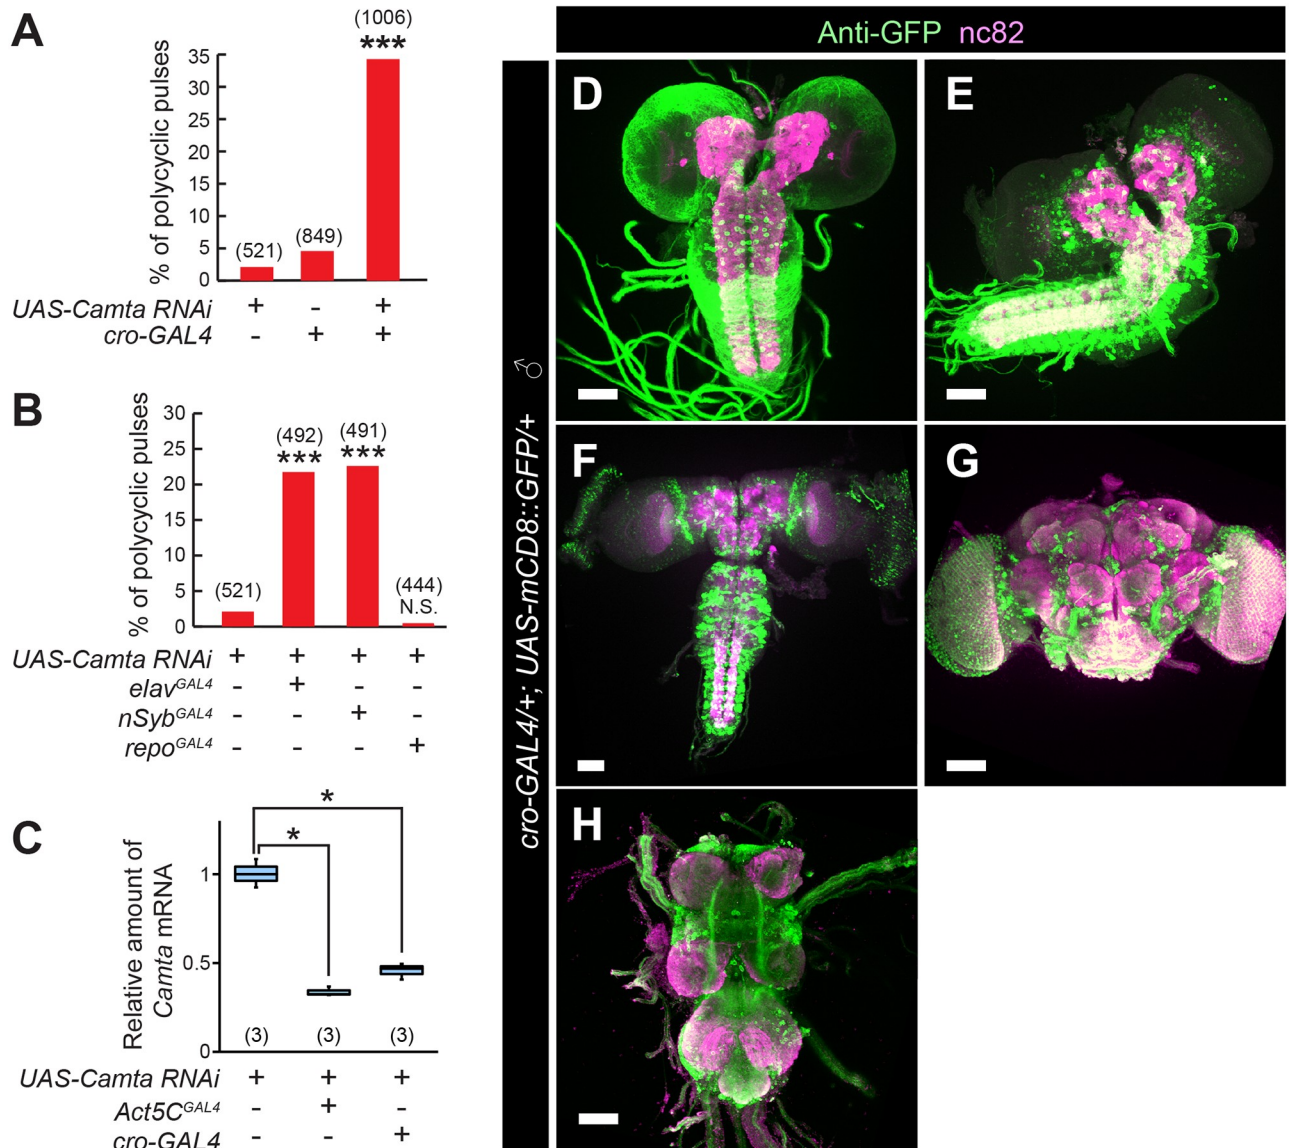 A
% of polycyclic pulses
35
30
25
20
15
10
5
0
(521)
(849)
(1006)
***
UAS-Camta RNAi + - +
cro-GAL4 - + +
B
% of polycyclic pulses
30
25
20
15
10
5
0
(521)
(492)
***
(491)
***
(444)
N.S.
UAS-Camta RNAi + + + +
elavGAL4 - + - -
nSybGAL4 - - + -
repoGAL4 - - - +
C
Relative amount of
Camta mRNA
1
0.5
0
*
*
(3) (3) (3)
UAS-Camta RNAi + + +
Act5CGAL4 - + -
cro-GAL4 - - +
cro-GAL4/+; UAS-mCD8::GFP/+ ♂
Anti-GFP nc82
D
E
F
G
H